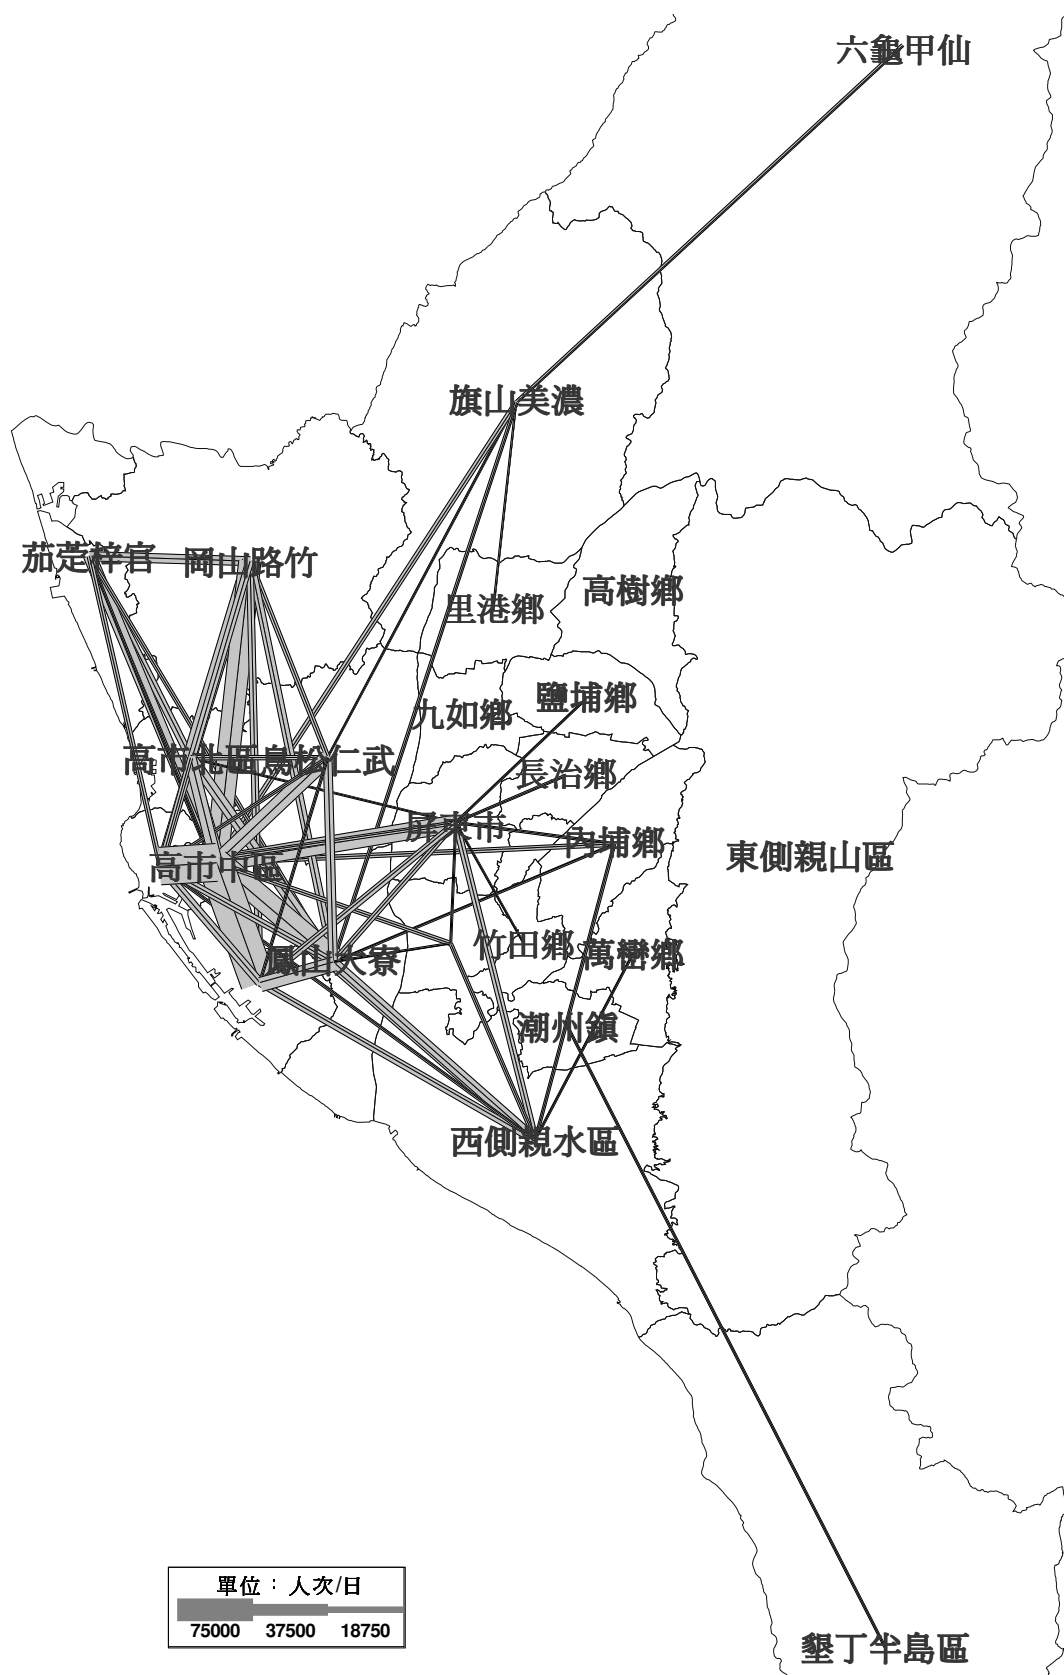 六龜甲仙
旗山美濃
茄萣梓官
岡山路竹
里港鄉
高樹鄉
九如鄉
鹽埔鄉
高市北區
鳥松仁武
長治鄉
屏東市
內埔鄉
高市中區
東側親山區
鳳山大寮
竹田鄉
萬巒鄉
潮州鎮
西側親水區
單位：人次/日
75000 37500 18750
墾丁半島區